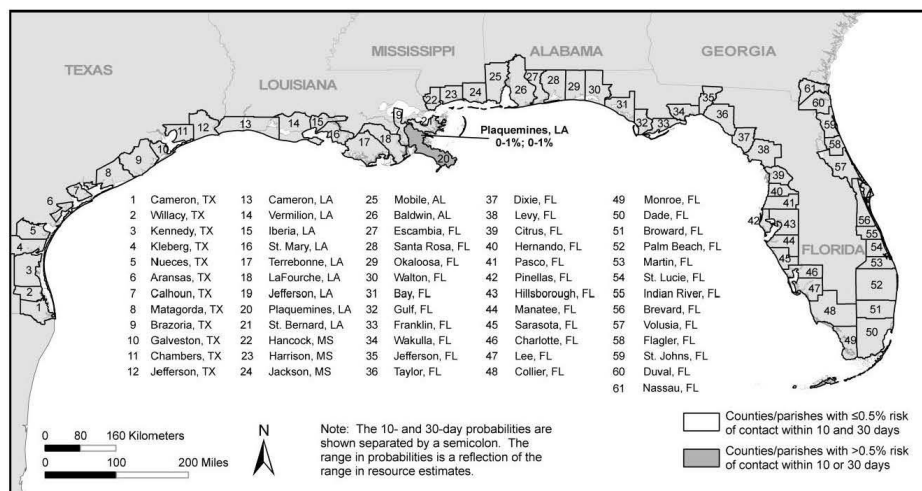 MISSISSIPPI
ALABAMA
GEORGIA
TEXAS
LOUISIANA
FLORIDA
Plaquemines, LA
0-1%; 0-1%
1 Cameron, TX
2 Willacy, TX
3 Kennedy, TX
4 Kleberg, TX
5 Nueces, TX
6 Aransas, TX
7 Calhoun, TX
8 Matagorda, TX
9 Brazoria, TX
10 Galveston, TX
11 Chambers, TX
12 Jefferson, TX
13 Cameron, LA
14 Vermilion, LA
15 Iberia, LA
16 St. Mary, LA
17 Terrebonne, LA
18 LaFourche, LA
19 Jefferson, LA
20 Plaquemines, LA
21 St. Bernard, LA
22 Hancock, MS
23 Harrison, MS
24 Jackson, MS
25 Mobile, AL
26 Baldwin, AL
27 Escambia, FL
28 Santa Rosa, FL
29 Okaloosa, FL
30 Walton, FL
31 Bay, FL
32 Gulf, FL
33 Franklin, FL
34 Wakulla, FL
35 Jefferson, FL
36 Taylor, FL
37 Dixie, FL
38 Levy, FL
39 Citrus, FL
40 Hernando, FL
41 Pasco, FL
42 Pinellas, FL
43 Hillsborough, FL
44 Manatee, FL
45 Sarasota, FL
46 Charlotte, FL
47 Lee, FL
48 Collier, FL
49 Monroe, FL
50 Dade, FL
51 Broward, FL
52 Palm Beach, FL
53 Martin, FL
54 St. Lucie, FL
55 Indian River, FL
56 Brevard, FL
57 Volusia, FL
58 Flagler, FL
59 St. Johns, FL
60 Duval, FL
61 Nassau, FL
0 80 160 Kilometers
0 100 200 Miles
N
Note: The 10- and 30-day probabilities are
shown separated by a semicolon. The
range in probabilities is a reflection of the
range in resource estimates.
Counties/parishes with ≤0.5% risk
of contact within 10 and 30 days
Counties/parishes with >0.5% risk
of contact within 10 or 30 days